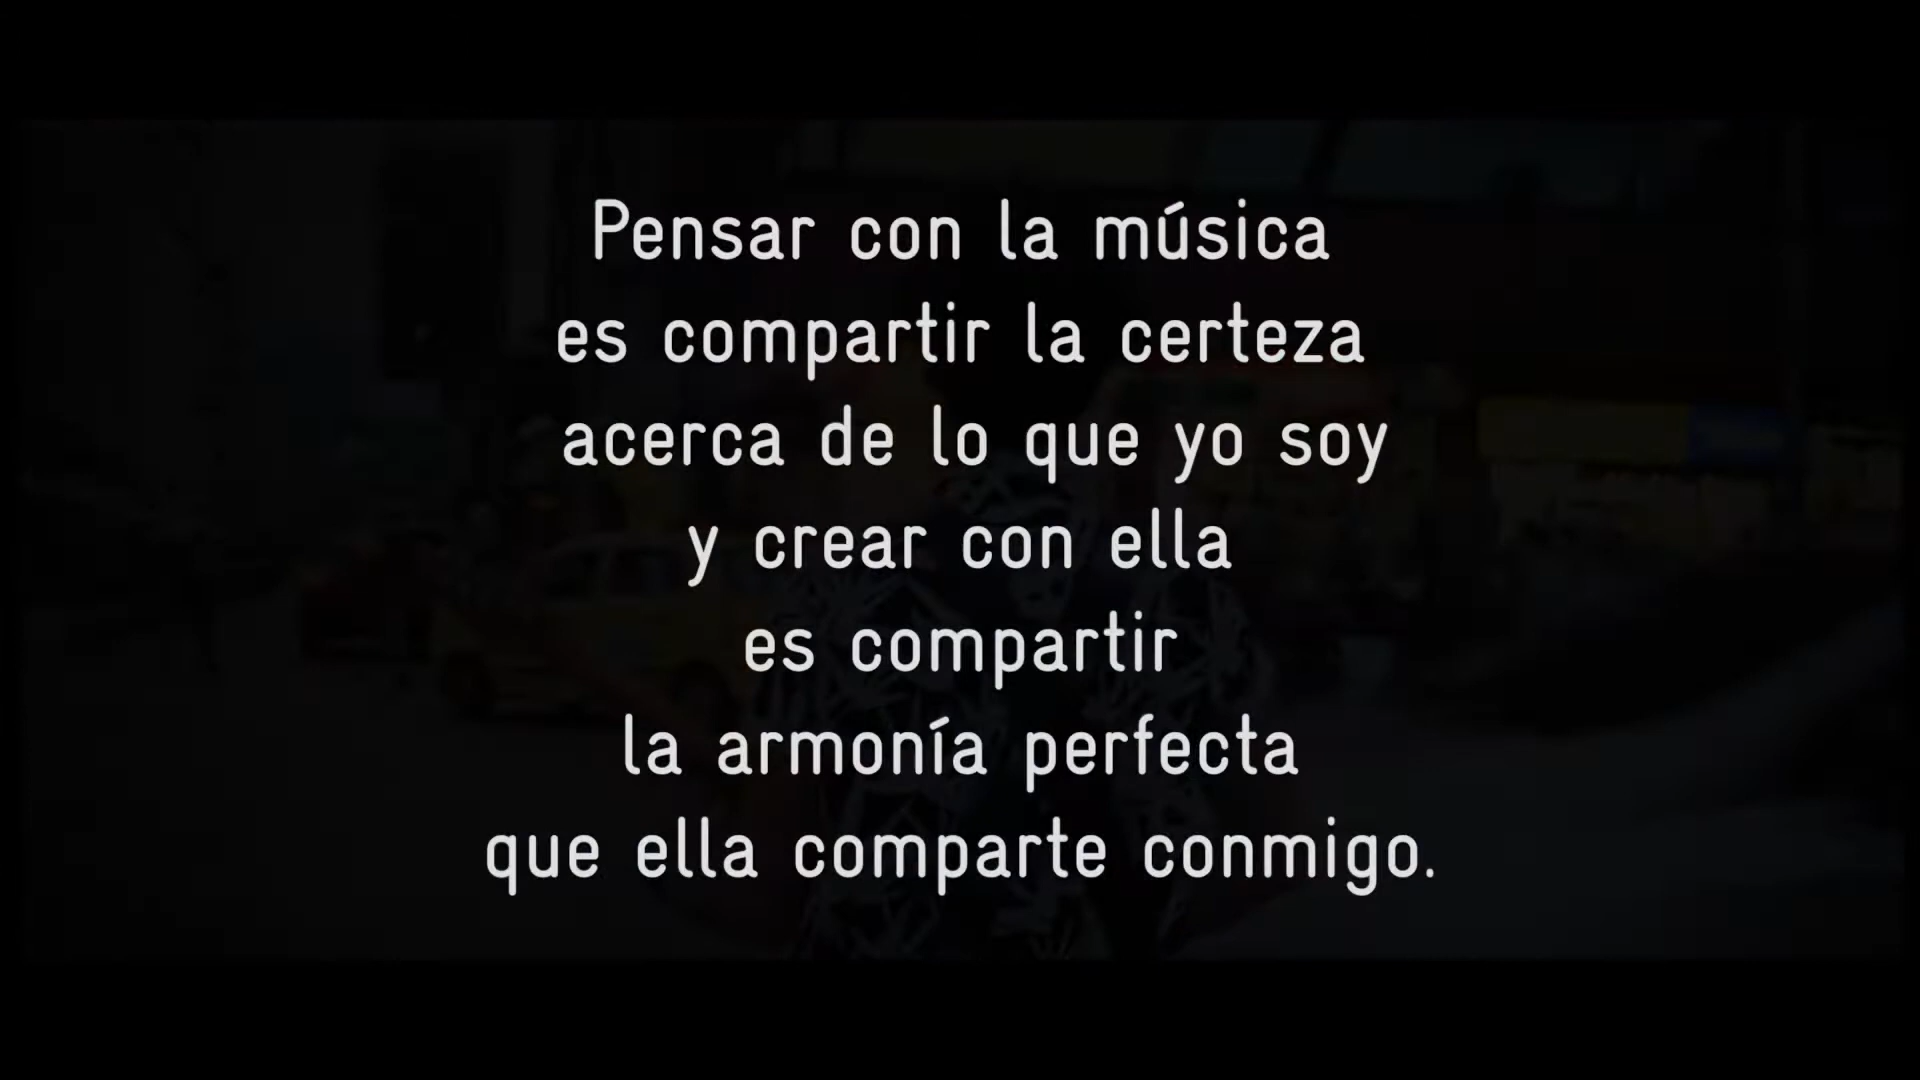 Pensar con la música
es compartir la certeza
acerca de lo que yo soy
y crear con ella
es compartir
la armonía perfecta
que ella comparte conmigo.